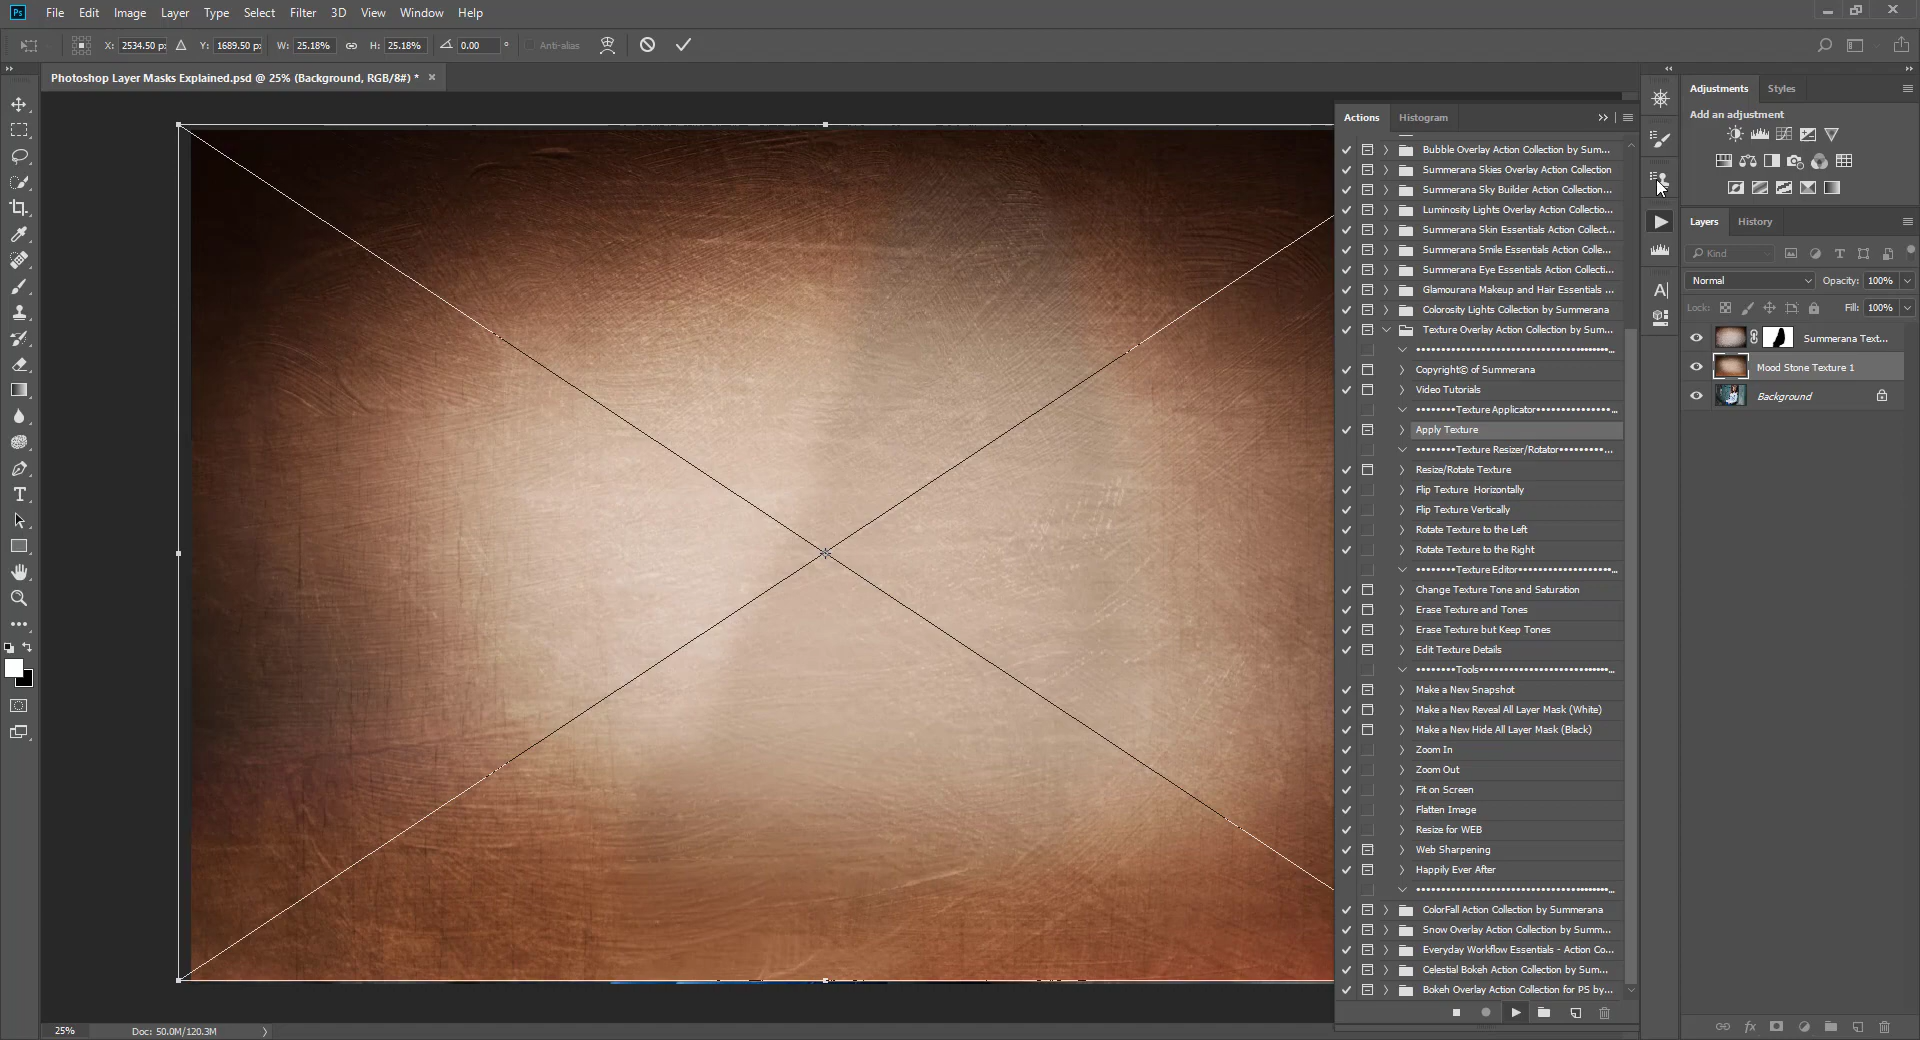 Ps File Edit Image Layer Type Select Filter 3D View Window Help
X: 2534.50 px Y: 1689.50 px W: 25.18% H: 25.18% 0.00 ° Anti-alias
Photoshop Layer Masks Explained.psd @ 25% (Background, RGB/8#) * ×
Actions Histogram
Bubble Overlay Action Collection by Sum...
Summerana Skies Overlay Action Collection
Summerana Sky Builder Action Collection...
Luminosity Lights Overlay Action Collectio...
Summerana Skin Essentials Action Collect...
Summerana Smile Essentials Action Colle...
Summerana Eye Essentials Action Collecti...
Glamourana Makeup and Hair Essentials ...
Colorosity Lights Collection by Summerana
Texture Overlay Action Collection by Sum...
Copyright© of Summerana
Video Tutorials
••••••••Texture Applicator•••••••••••••••...
Apply Texture
••••••••Texture Resizer/Rotator•••••••••...
Resize/Rotate Texture
Flip Texture Horizontally
Flip Texture Vertically
Rotate Texture to the Left
Rotate Texture to the Right
••••••••Texture Editor••••••••••••••••••...
Change Texture Tone and Saturation
Erase Texture and Tones
Erase Texture but Keep Tones
Edit Texture Details
••••••••Tools••••••••••••••••••••••••••...
Make a New Snapshot
Make a New Reveal All Layer Mask (White)
Make a New Hide All Layer Mask (Black)
Zoom In
Zoom Out
Fit on Screen
Flatten Image
Resize for WEB
Web Sharpening
Happily Ever After
ColorFall Action Collection by Summerana
Snow Overlay Action Collection by Summ...
Everyday Workflow Essentials - Action Co...
Celestial Bokeh Action Collection by Sum...
Bokeh Overlay Action Collection for PS by...
Adjustments Styles
Add an adjustment
Layers History
Kind
Normal Opacity: 100%
Lock: Fill: 100%
Summerana Text...
Mood Stone Texture 1
Background
25% Doc: 50.0M/120.3M